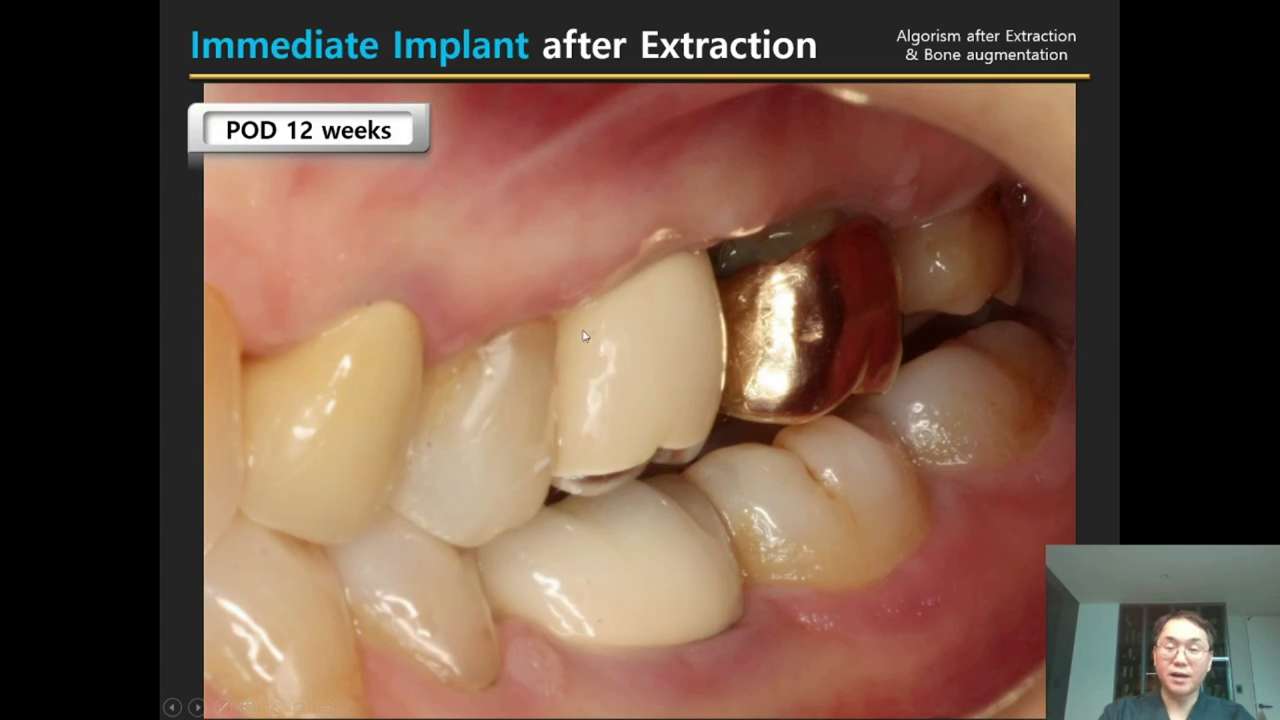 Immediate Implant after Extraction
Algorism after Extraction
& Bone augmentation
POD 12 weeks